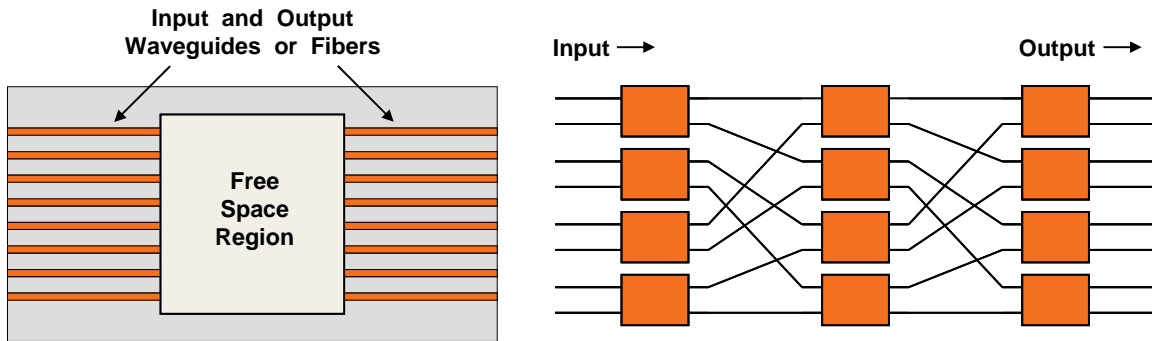 Input and Output
Waveguides or Fibers
Free
Space
Region
Input
Output